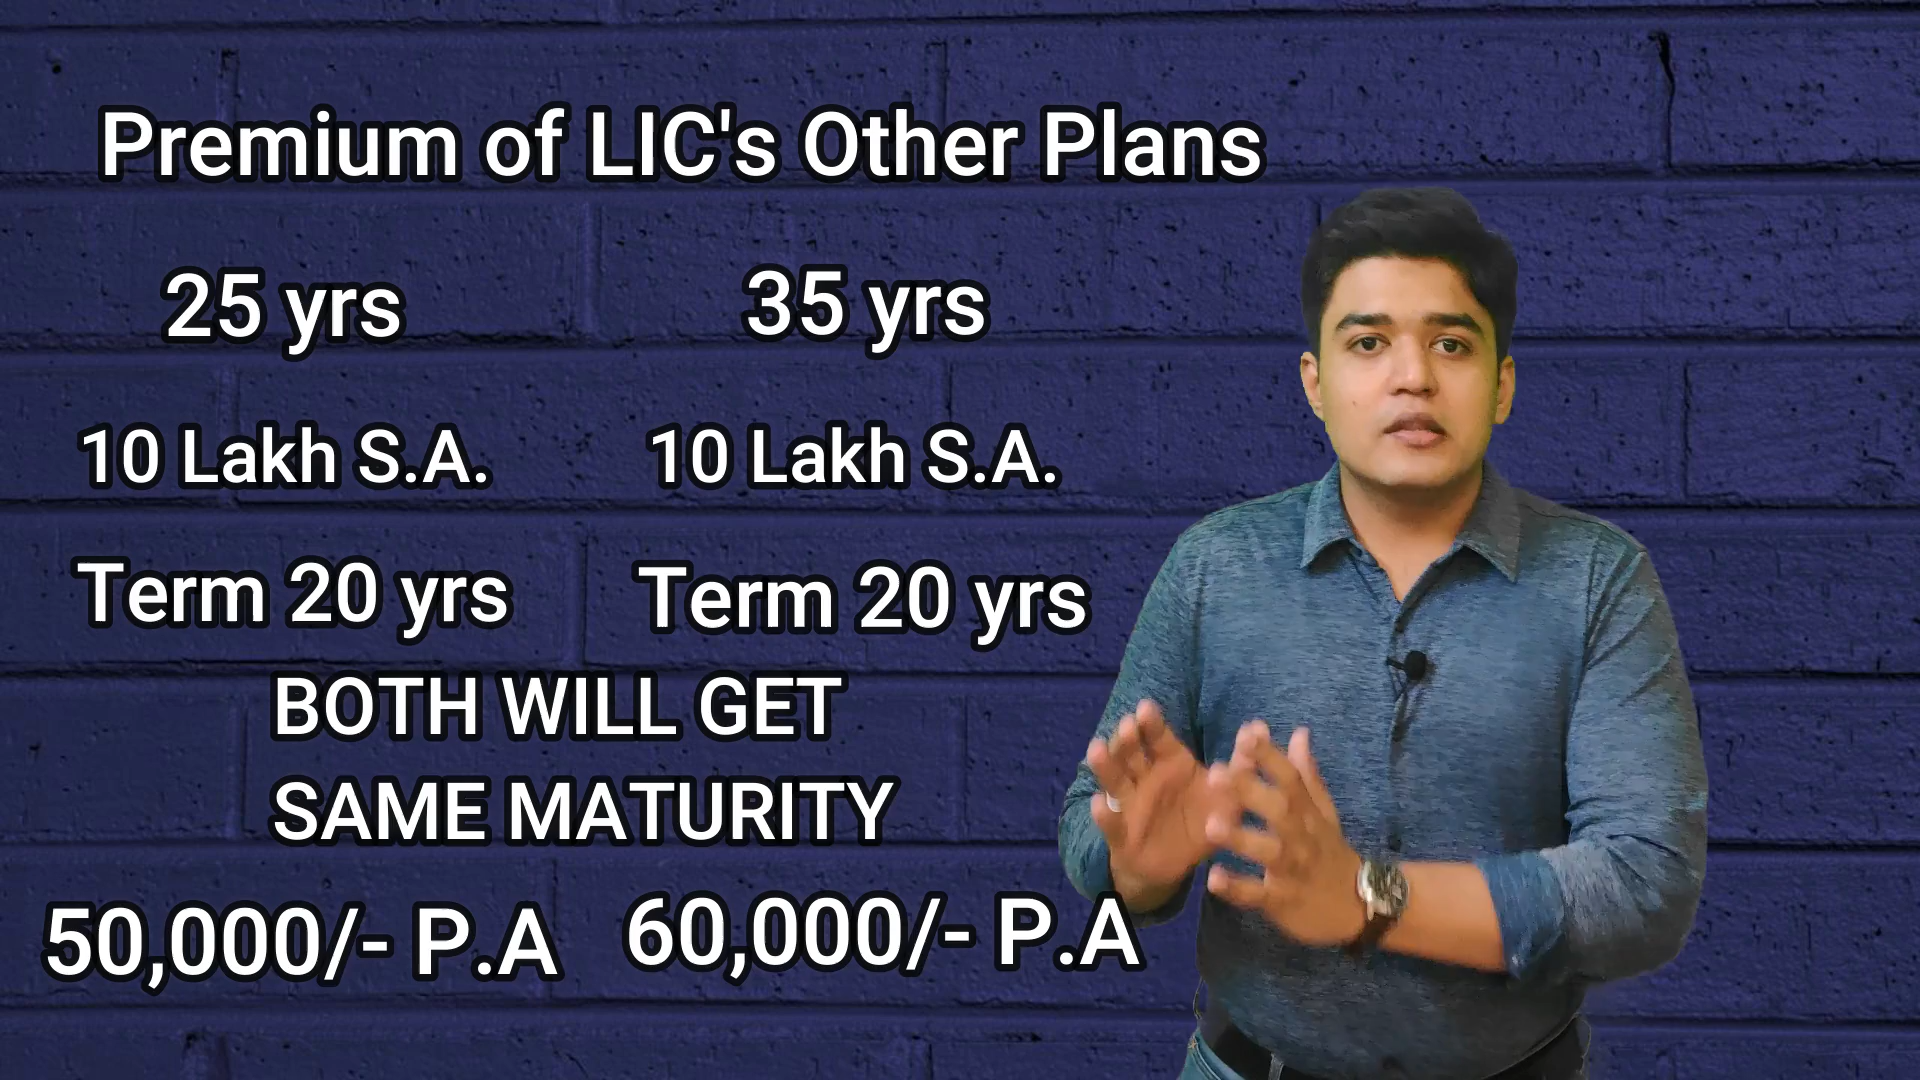 Premium of LIC's Other Plans
25 yrs 35 yrs
10 Lakh S.A. 10 Lakh S.A.
Term 20 yrs Term 20 yrs
BOTH WILL GET
SAME MATURITY
50,000/- P.A 60,000/- P.A